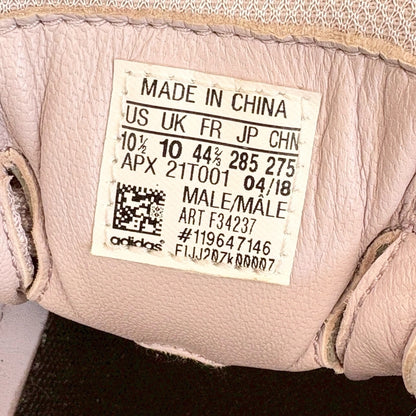 MADE IN CHINA
US UK FR JP CHN
10½ 10 44⅔ 285 275
APX 21T001 04/18
MALE/MÂLE
ART F34237
#119647146
adidas F1JJ207k00007